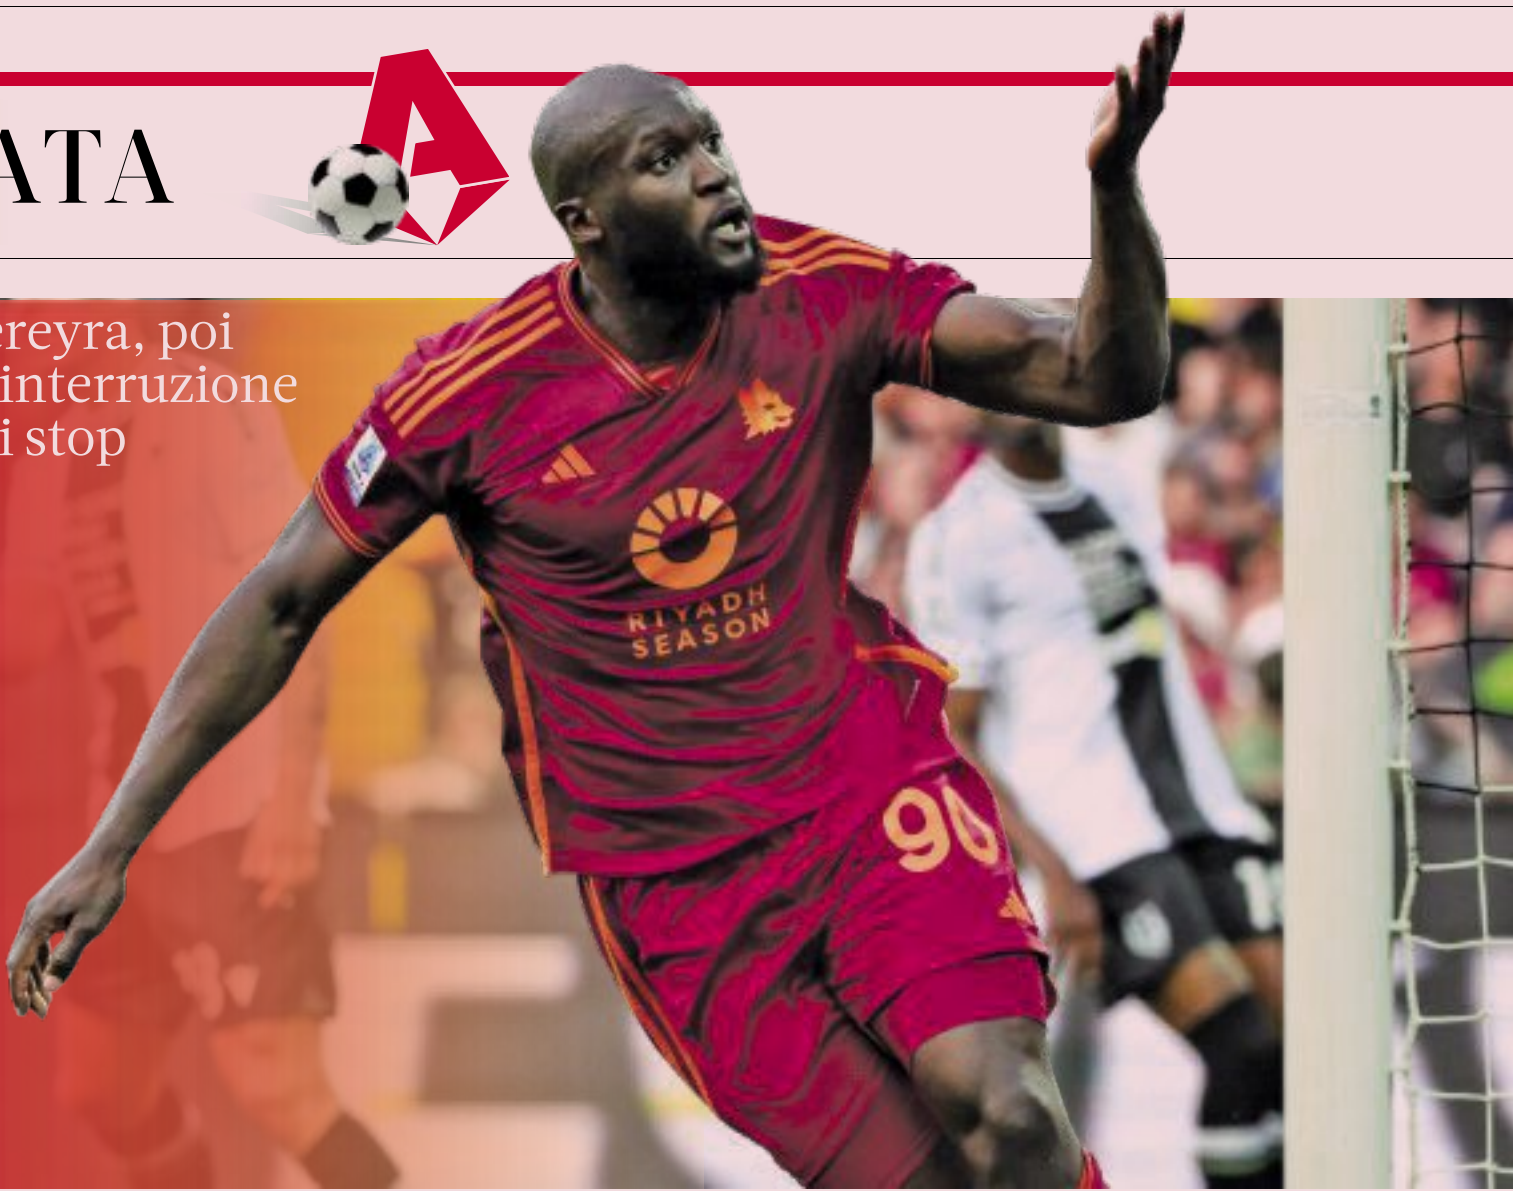 ATA
A
ereyra, poi
interruzione
i stop
RIYADH
SEASON
90